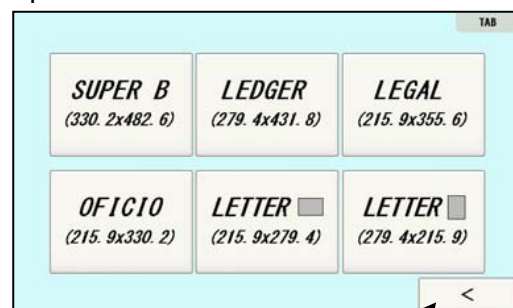 TAB
SUPER B LEDGER LEGAL
(330.2x482.6) (279.4x431.8) (215.9x355.6)
OFICIO LETTER LETTER
(215.9x330.2) (215.9x279.4) (279.4x215.9)
<